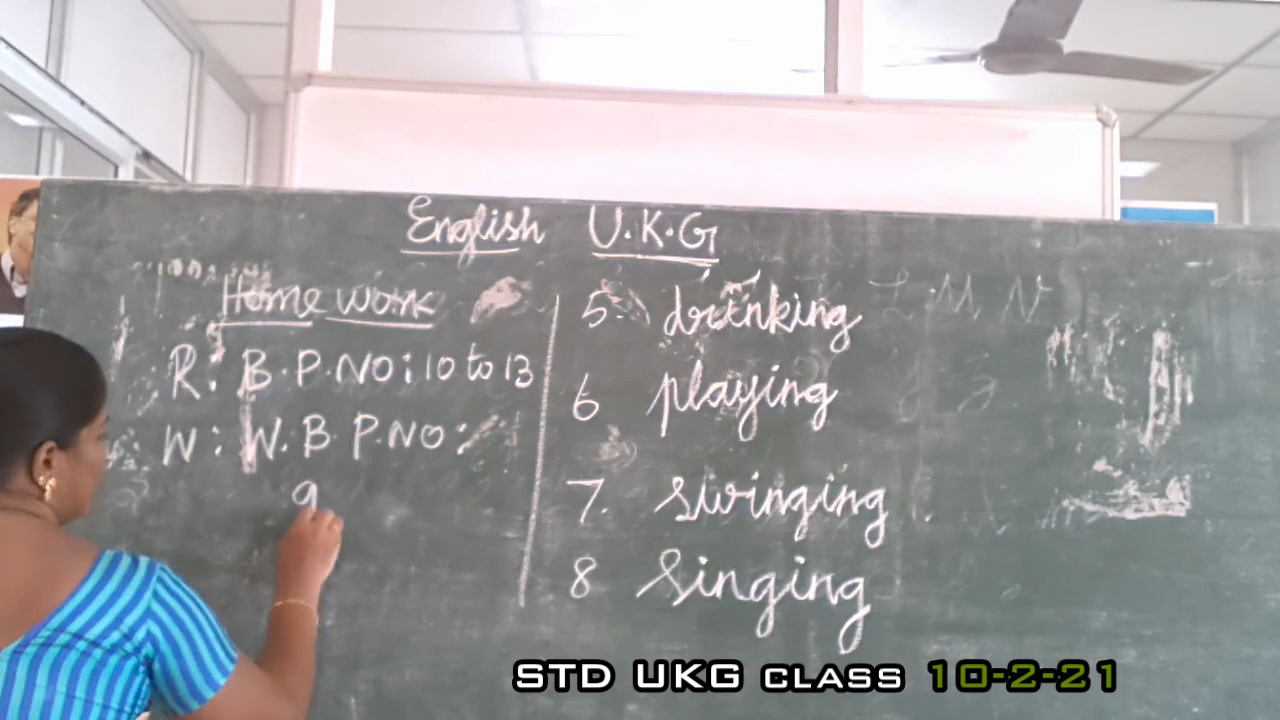 English U.K.G
Home work
R: B.P.NO: 10 to 13
W: W.B.P.NO:
9
5. drinking
6 playing
7. swinging
8 singing
L M N
STD UKG CLASS 10-2-21